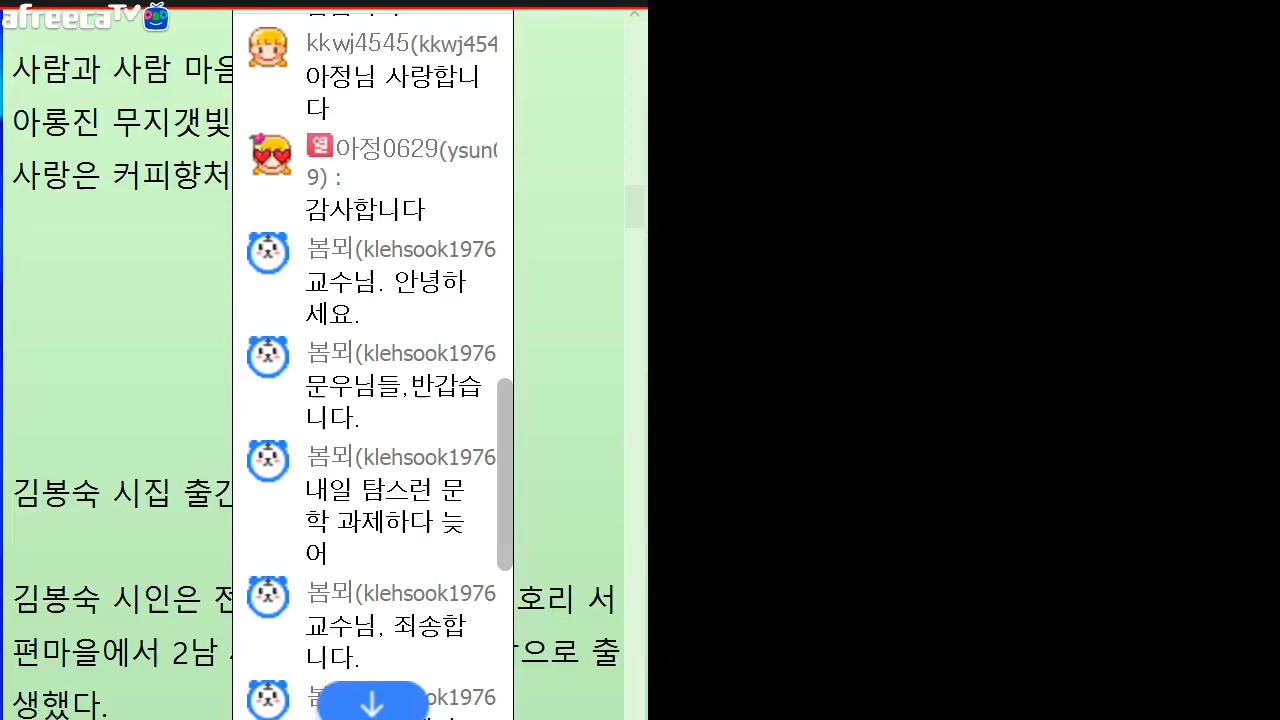 afreecaTV
kkwj4545(kkwj454
아정님 사랑합니
다
열 아정0629(ysun0
9) :
감사합니다
봄뫼(klehsook1976
교수님. 안녕하
세요.
봄뫼(klehsook1976
문우님들,반갑습
니다.
봄뫼(klehsook1976
내일 탐스런 문
학 과제하다 늦
어
봄뫼(klehsook1976
교수님, 죄송합
니다.
봄 ok1976
사람과 사람 마음
아롱진 무지갯빛
사랑은 커피향처
김봉숙 시집 출간
김봉숙 시인은 전 호리 서
편마을에서 2남 으로 출
생했다.